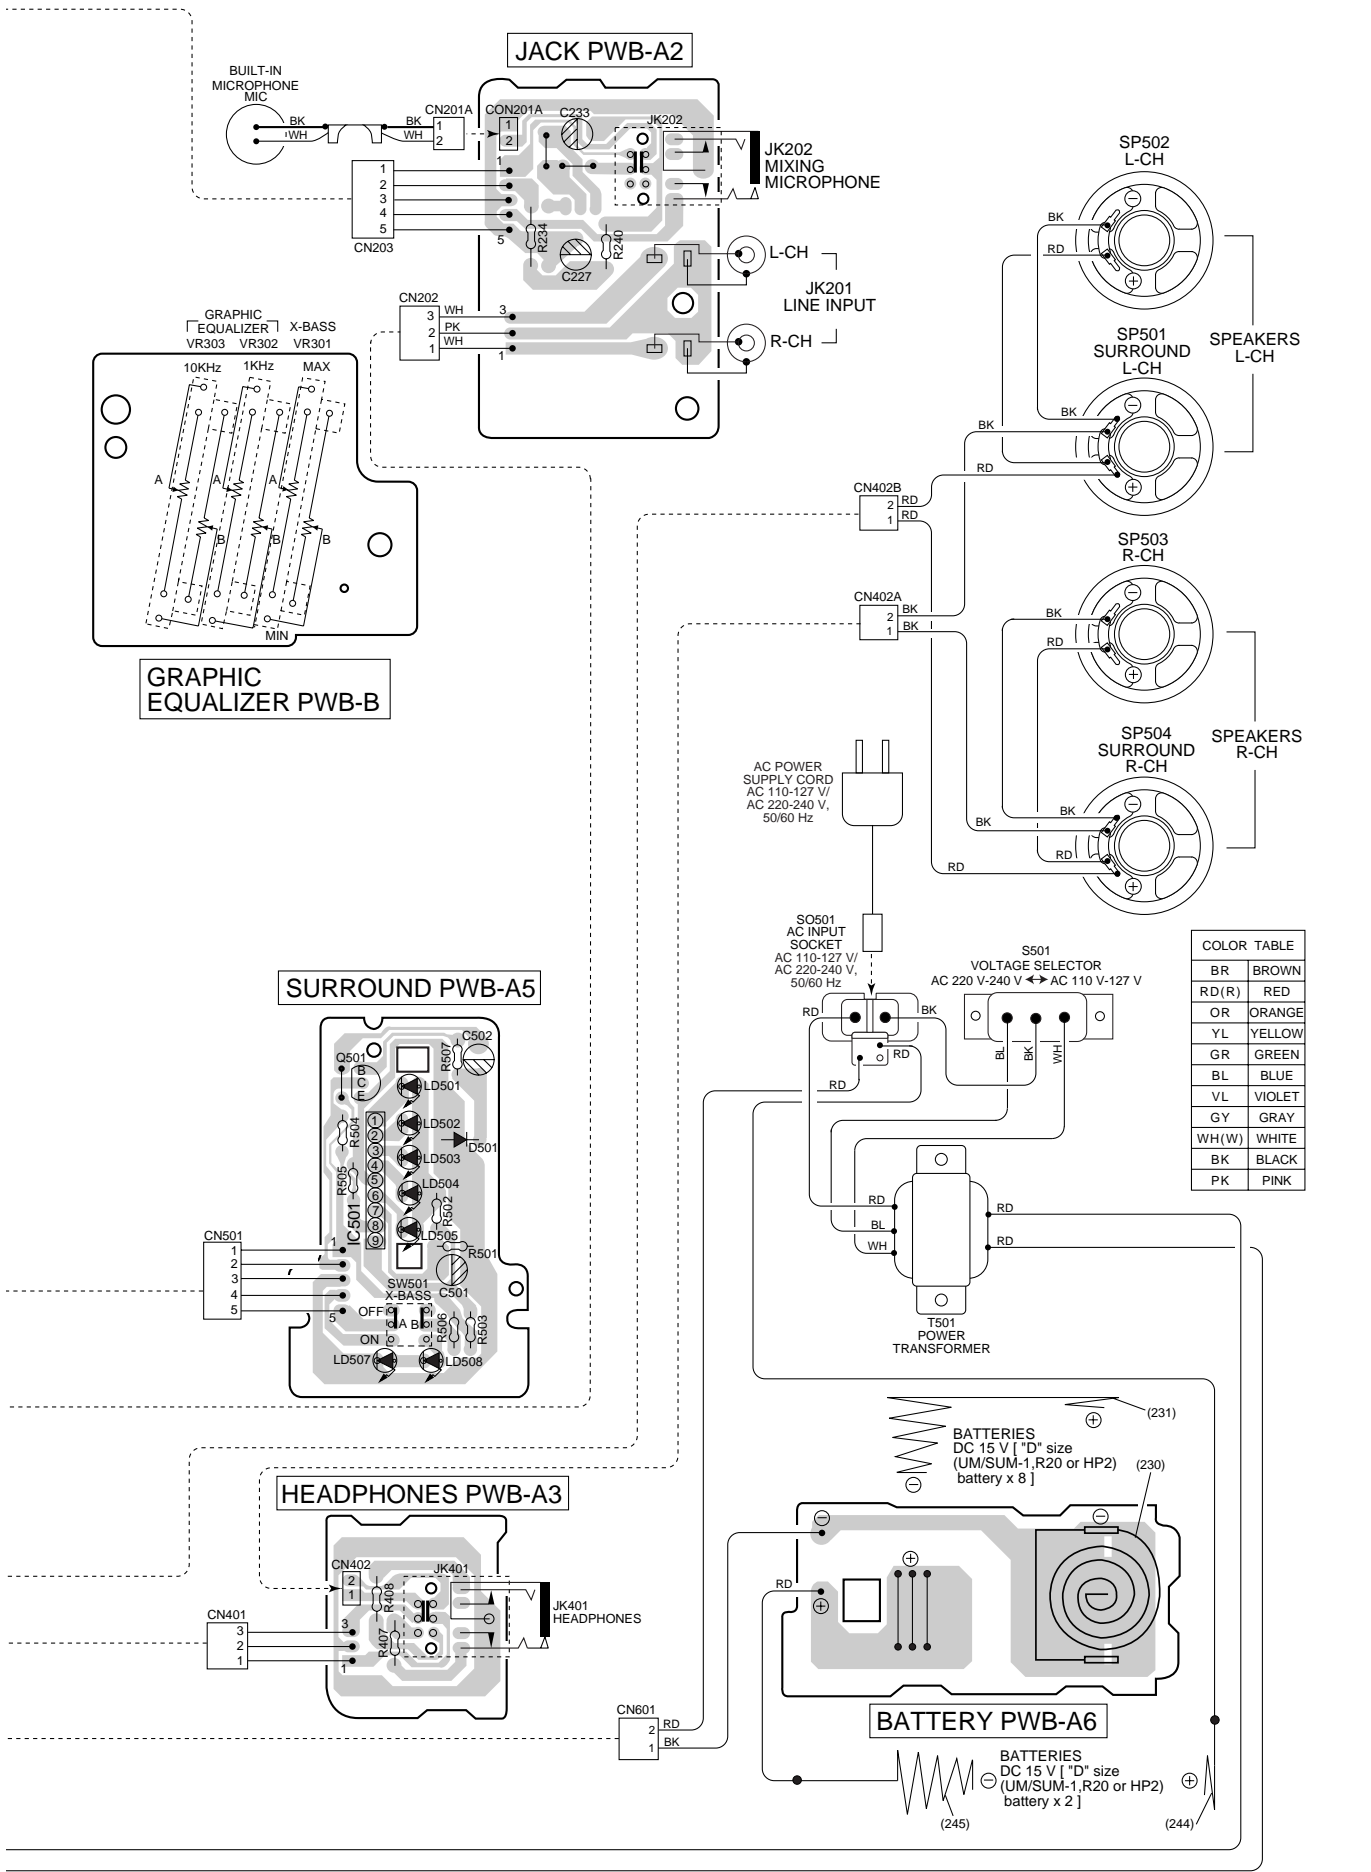 JACK PWB-A2
BUILT-IN
MICROPHONE
MIC
BK
WH
BK
WH
CN201A
1
2
CON201A
1
2
C233
JK202
JK202
MIXING
MICROPHONE
1
2
3
4
5
CN203
1
5
R234
C227
R240
L-CH
JK201
LINE INPUT
R-CH
CN202
3
2
1
WH
PK
WH
3
1
GRAPHIC
EQUALIZER
X-BASS
VR303
VR302
VR301
10KHz
1KHz
MAX
A
A
A
B
B
B
MIN
GRAPHIC
EQUALIZER PWB-B
SP502
L-CH
BK
RD
−
+
SP501
SURROUND
L-CH
SPEAKERS
L-CH
BK
BK
RD
−
+
CN402B
2
1
RD
RD
SP503
R-CH
BK
RD
−
+
CN402A
2
1
BK
BK
SP504
SURROUND
R-CH
SPEAKERS
R-CH
BK
BK
RD
RD
−
+
AC POWER
SUPPLY CORD
AC 110-127 V/
AC 220-240 V,
50/60 Hz
SO501
AC INPUT
SOCKET
AC 110-127 V/
AC 220-240 V,
50/60 Hz
S501
VOLTAGE SELECTOR
AC 220 V-240 V ↔ AC 110 V-127 V
RD
BK
RD
RD
BL
BK
WH
COLOR TABLE
BR BROWN
RD(R) RED
OR ORANGE
YL YELLOW
GR GREEN
BL BLUE
VL VIOLET
GY GRAY
WH(W) WHITE
BK BLACK
PK PINK
RD
BL
WH
RD
RD
T501
POWER
TRANSFORMER
SURROUND PWB-A5
Q501
B
C
E
R507
C502
LD501
R504
1
2
3
4
5
6
7
8
9
LD502
D501
LD503
R505
LD504
R502
IC501
LD505
R501
C501
CN501
1
2
3
4
5
1
5
SW501
X-BASS
OFF
A B
ON
R506
R503
LD507
LD508
(231)
+
BATTERIES
DC 15 V [ "D" size
(UM/SUM-1,R20 or HP2)
battery x 8 ]
−
(230)
HEADPHONES PWB-A3
CN402
2
1
R408
JK401
JK401
HEADPHONES
CN401
3
2
1
3
1
R407
−
+
−
RD
+
BATTERY PWB-A6
CN601
2
1
RD
BK
BATTERIES
DC 15 V [ "D" size
(UM/SUM-1,R20 or HP2)
battery x 2 ]
−
+
(245)
(244)